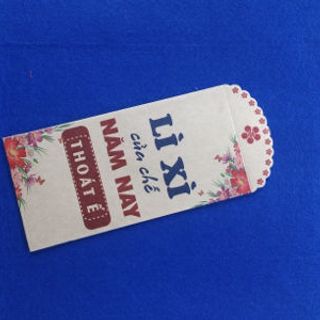 LÌ XÌ
của chế
NĂM NAY
THOÁT Ế